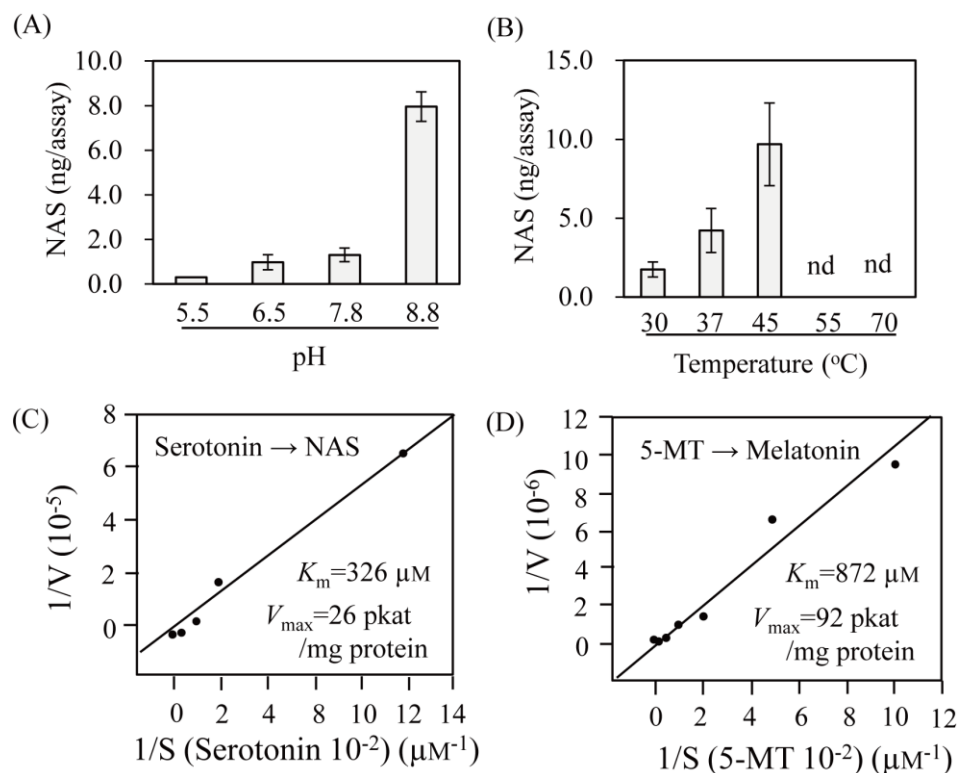 (A)
NAS (ng/assay)
10.0
8.0
6.0
4.0
2.0
0.0
5.5 6.5 7.8 8.8
pH
(B)
NAS (ng/assay)
15.0
10.0
5.0
0.0
nd nd
30 37 45 55 70
Temperature (°C)
(C)
1/V (10⁻⁵)
8
6
4
2
0
Serotonin → NAS
Kₘ=326 μM
Vₘₐₓ=26 pkat
/mg protein
0 2 4 8 10 12 14
1/S (Serotonin 10⁻²) (μM⁻¹)
(D)
1/V (10⁻⁶)
12
10
8
6
4
2
0
5-MT → Melatonin
Kₘ=872 μM
Vₘₐₓ=92 pkat
/mg protein
0 2 4 6 8 10 12
1/S (5-MT 10⁻²) (μM⁻¹)